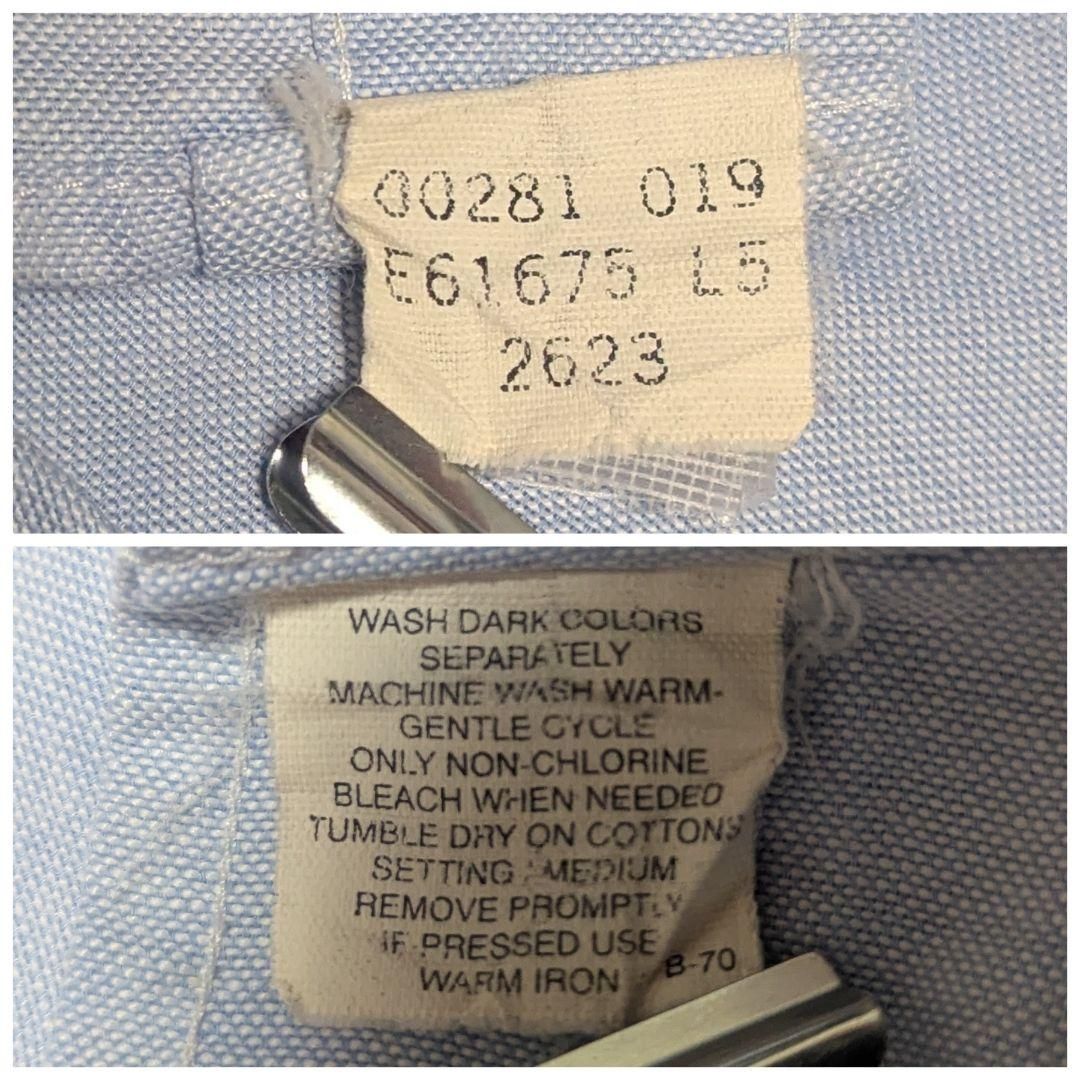 00281 019
E61675 L5
2623
WASH DARK COLORS
SEPARATELY
MACHINE WASH WARM-
GENTLE CYCLE
ONLY NON-CHLORINE
BLEACH WHEN NEEDED
TUMBLE DRY ON COTTONS
SETTING - MEDIUM
REMOVE PROMPTLY
IF PRESSED USE
WARM IRON B-70